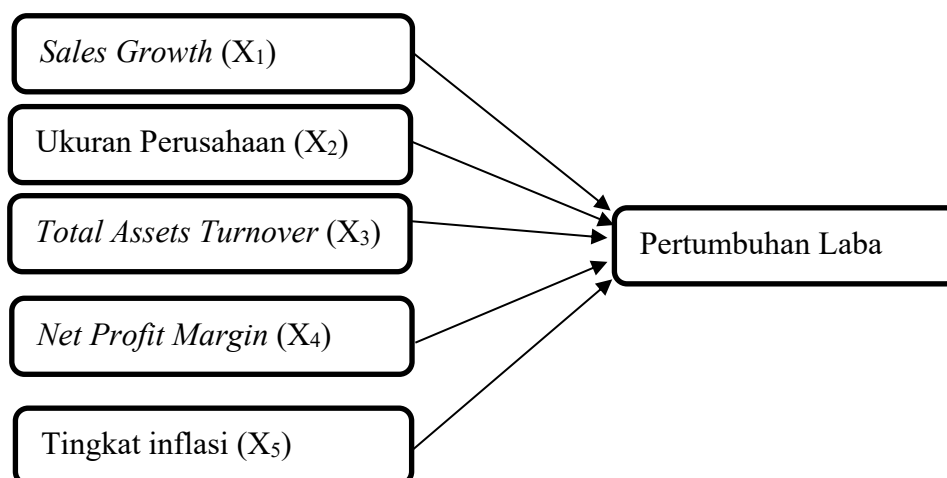 Sales Growth (X1)
Ukuran Perusahaan (X2)
Total Assets Turnover (X3)
Pertumbuhan Laba
Net Profit Margin (X4)
Tingkat inflasi (X5)